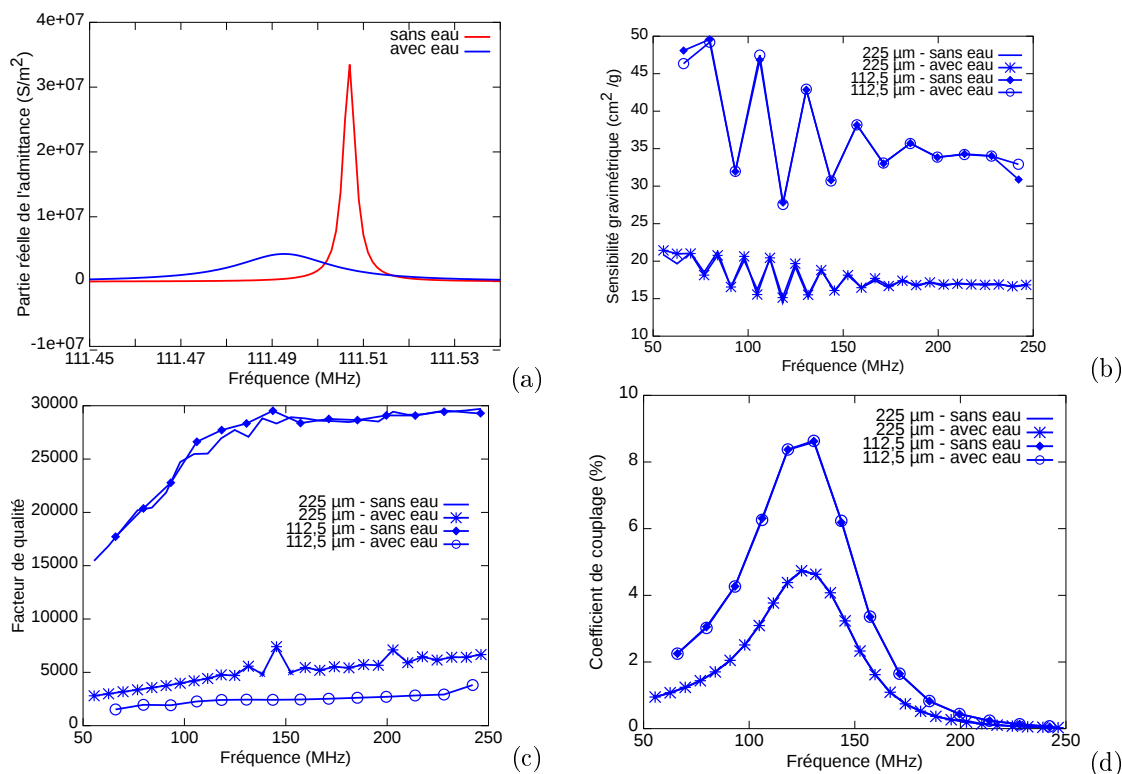 4e+07
3e+07
2e+07
1e+07
0
-1e+07
111.45
111.47
111.49
111.51
111.53
Partie réelle de l'admittance (S/m²)
Fréquence (MHz)
sans eau
avec eau
(a)
50
45
40
35
30
25
20
15
10
50
100
150
200
250
Sensibilité gravimétrique (cm² /g)
Fréquence (MHz)
225 µm - sans eau
225 µm - avec eau
112,5 µm - sans eau
112,5 µm - avec eau
(b)
30000
25000
20000
15000
10000
5000
0
50
100
150
200
250
Facteur de qualité
Fréquence (MHz)
225 µm - sans eau
225 µm - avec eau
112,5 µm - sans eau
112,5 µm - avec eau
(c)
10
8
6
4
2
0
50
100
150
200
250
Coefficient de couplage (%)
Fréquence (MHz)
225 µm - sans eau
225 µm - avec eau
112,5 µm - sans eau
112,5 µm - avec eau
(d)